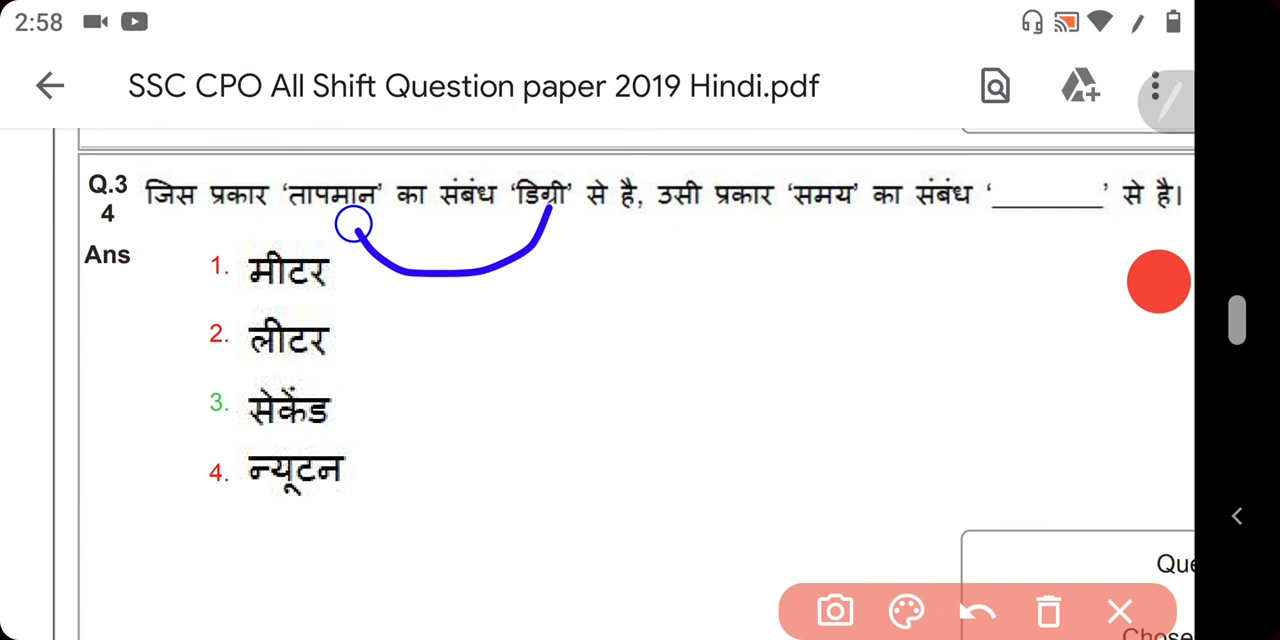 2:58
SSC CPO All Shift Question paper 2019 Hindi.pdf
Q.34 जिस प्रकार ‘तापमान’ का संबंध ‘डिग्री’ से है, उसी प्रकार ‘समय’ का संबंध ‘________’ से है।
Ans
1. मीटर
2. लीटर
3. सेकेंड
4. न्यूटन